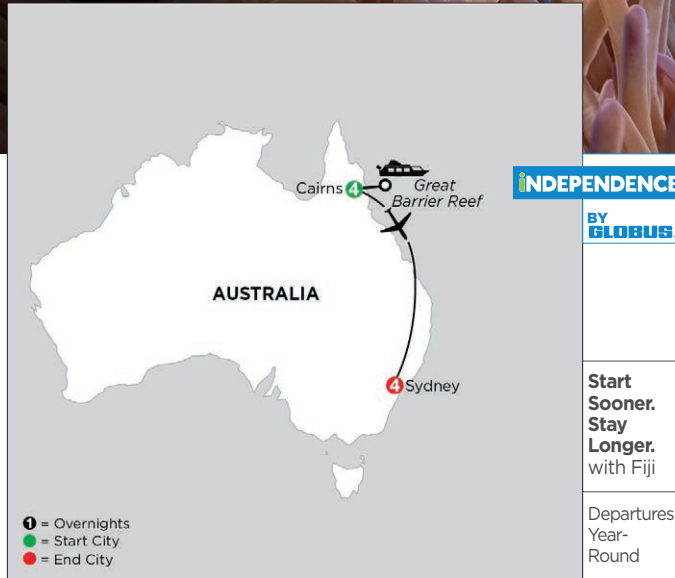 Cairns 4
Great
Barrier Reef
AUSTRALIA
4 Sydney
1 = Overnights
= Start City
= End City
iNDEPENDENCE
BY
GLOBUS.
Start
Sooner.
Stay
Longer.
with Fiji
Departures
Year-
Round